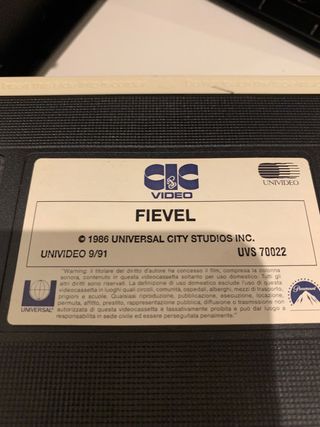 CIC
VIDEO
UNIVIDEO
FIEVEL
© 1986 UNIVERSAL CITY STUDIOS INC.
UNIVIDEO 9/91 UVS 70022
"Warning: il titolare dei diritti d'autore ha concesso il film, compresa la colonna
sonora, contenuto in questa videocassetta soltanto per uso domestico. Tutti gli
altri diritti sono riservati. La definizione di uso domestico esclude l'uso di questa
videocassetta in luoghi quali circoli, comunità, ospedali, alberghi, mezzi di trasporto,
prigioni e scuole. Qualsiasi riproduzione, pubblicazione, esecuzione, locazione,
permuta, affitto, prestito, rappresentazione pubblica, diffusione o trasmissione non
autorizzata di questa videocassetta è tassativamente proibita e può dar luogo a
responsabilità in sede civile ed essere perseguitata penalmente."
UNIVERSAL
Paramount